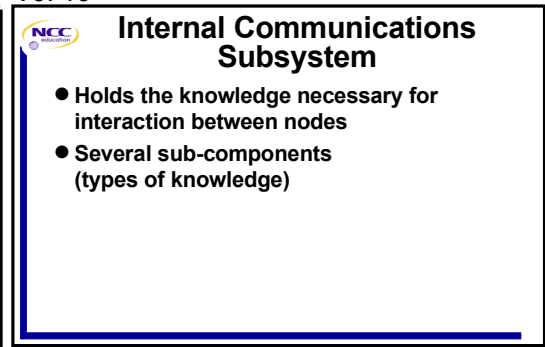 NCC
education
Internal Communications
Subsystem
● Holds the knowledge necessary for
interaction between nodes
● Several sub-components
(types of knowledge)